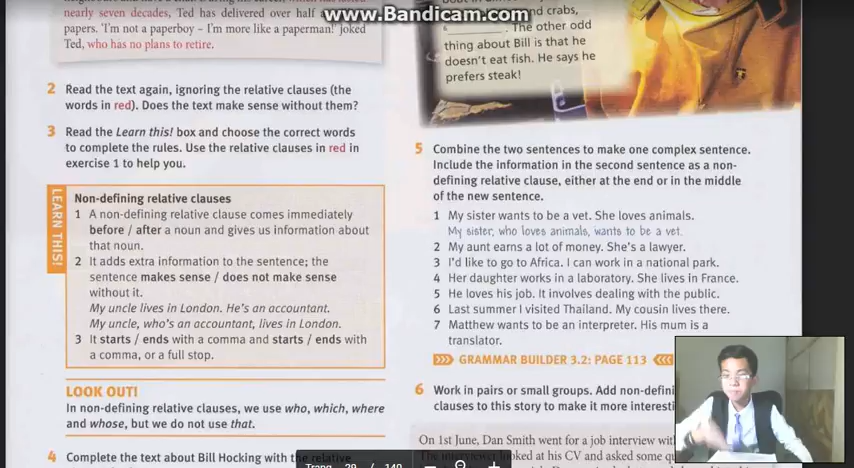 www.Bandicam.com
nearly seven decades, Ted has delivered over half a
papers. 'I'm not a paperboy – I'm more like a paperman!' joked
Ted, who has no plans to retire.
2 Read the text again, ignoring the relative clauses (the
words in red). Does the text make sense without them?
3 Read the Learn this! box and choose the correct words
to complete the rules. Use the relative clauses in red in
exercise 1 to help you.
LEARN THIS!
Non-defining relative clauses
1 A non-defining relative clause comes immediately
before / after a noun and gives us information about
that noun.
2 It adds extra information to the sentence; the
sentence makes sense / does not make sense
without it.
My uncle lives in London. He's an accountant.
My uncle, who's an accountant, lives in London.
3 It starts / ends with a comma and starts / ends with
a comma, or a full stop.
LOOK OUT!
In non-defining relative clauses, we use who, which, where
and whose, but we do not use that.
4 Complete the text about Bill Hocking with the relative
nd crabs,
6 . The other odd
thing about Bill is that he
doesn't eat fish. He says he
prefers steak!
5 Combine the two sentences to make one complex sentence.
Include the information in the second sentence as a non-
defining relative clause, either at the end or in the middle
of the new sentence.
1 My sister wants to be a vet. She loves animals.
My sister, who loves animals, wants to be a vet.
2 My aunt earns a lot of money. She's a lawyer.
3 I'd like to go to Africa. I can work in a national park.
4 Her daughter works in a laboratory. She lives in France.
5 He loves his job. It involves dealing with the public.
6 Last summer I visited Thailand. My cousin lives there.
7 Matthew wants to be an interpreter. His mum is a
translator.
GRAMMAR BUILDER 3.2: PAGE 113
6 Work in pairs or small groups. Add non-defini
clauses to this story to make it more interesti
On 1st June, Dan Smith went for a job interview wit
The interviewer looked at his CV and asked some qu
Trang 29 / 140